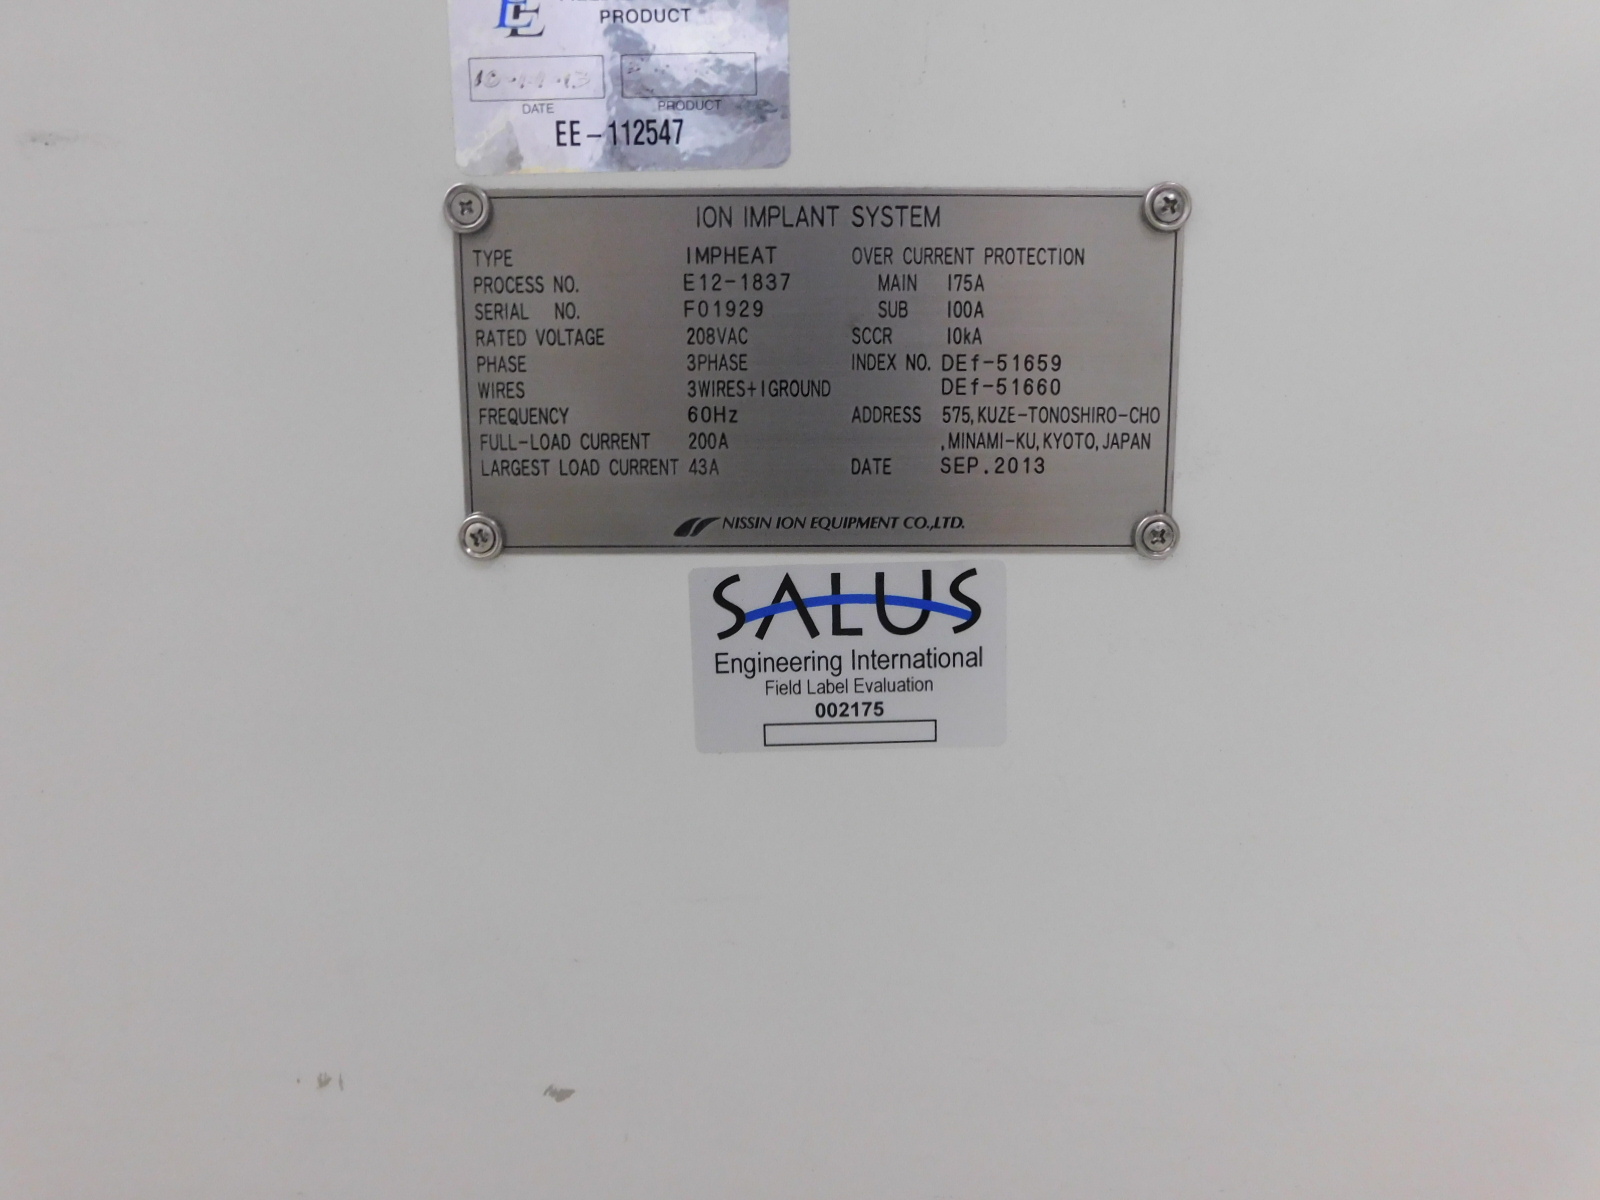 PRODUCT
DATE PRODUCT
EE-112547
ION IMPLANT SYSTEM
TYPE IMPHEAT OVER CURRENT PROTECTION
PROCESS NO. E12-1837 MAIN 175A
SERIAL NO. F01929 SUB 100A
RATED VOLTAGE 208VAC SCCR 10kA
PHASE 3PHASE INDEX NO. DEf-51659
WIRES 3WIRES+1GROUND DEf-51660
FREQUENCY 60Hz ADDRESS 575,KUZE-TONOSHIRO-CHO
FULL-LOAD CURRENT 200A ,MINAMI-KU,KYOTO,JAPAN
LARGEST LOAD CURRENT 43A DATE SEP.2013
NISSIN ION EQUIPMENT CO.,LTD.
SALUS
Engineering International
Field Label Evaluation
002175